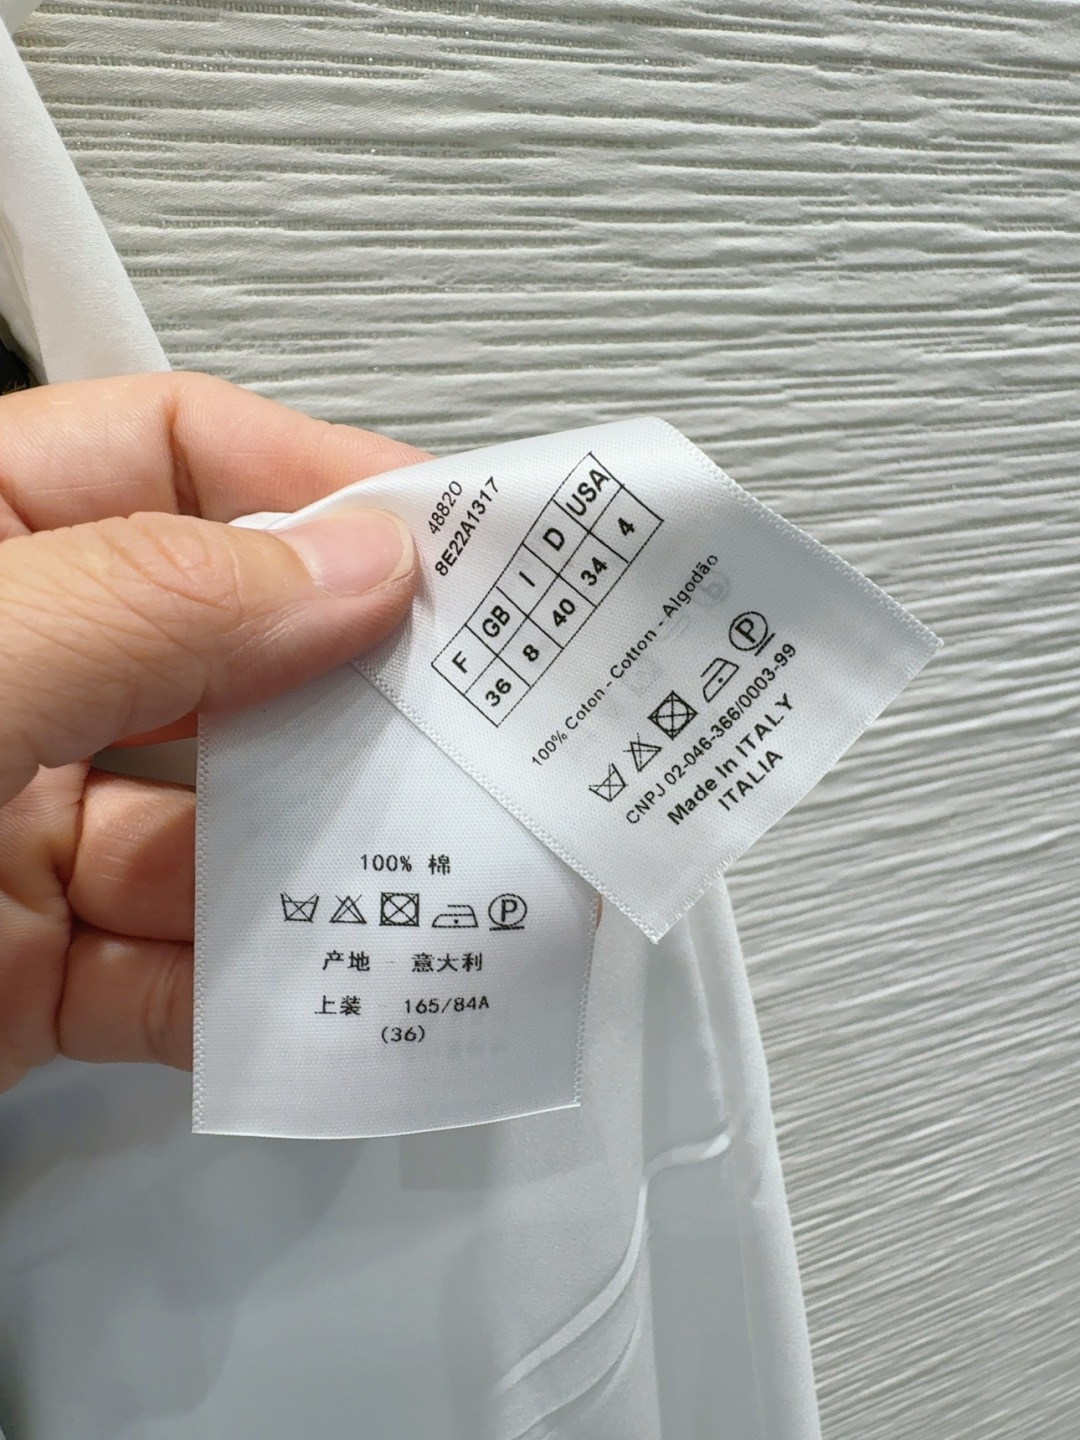 48820
8E22A1317
F GB I D USA
36 8 40 34 4
100% Coton - Cotton - Algodão
P
CNPJ 02-046-366/0003-99
Made In ITALY
ITALIA
100% 棉
P
产地 - 意大利
上装 165/84A
(36)